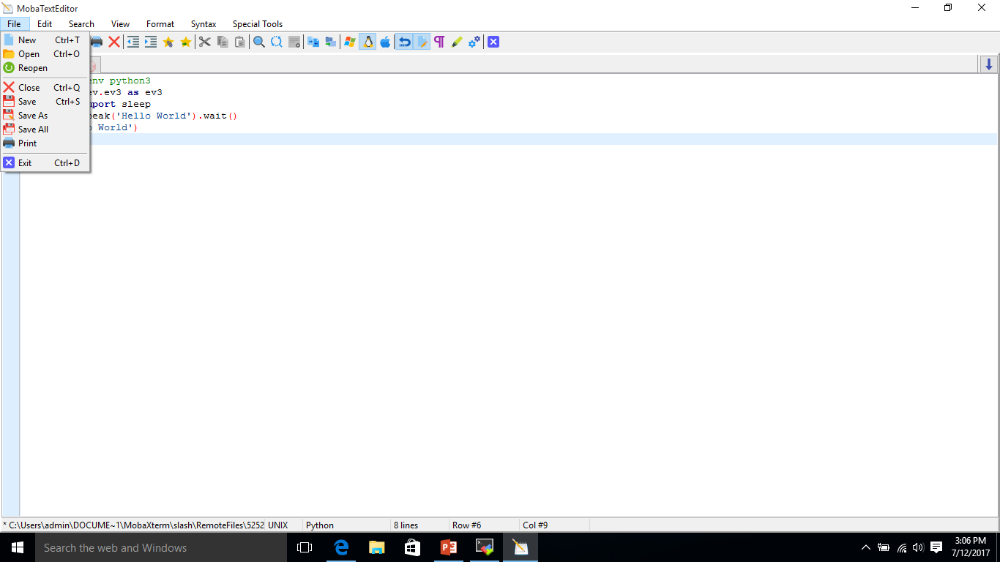 MobaTextEditor
File Edit Search View Format Syntax Special Tools
New Ctrl+T
Open Ctrl+O
Reopen
Close Ctrl+Q
Save Ctrl+S
Save As
Save All
Print
Exit Ctrl+D
env python3
ev.ev3 as ev3
port sleep
eak('Hello World').wait()
World')
* C:\Users\admin\DOCUME~1\MobaXterm\slash\RemoteFiles\5252 UNIX Python 8 lines Row #6 Col #9
Search the web and Windows
3:06 PM
7/12/2017